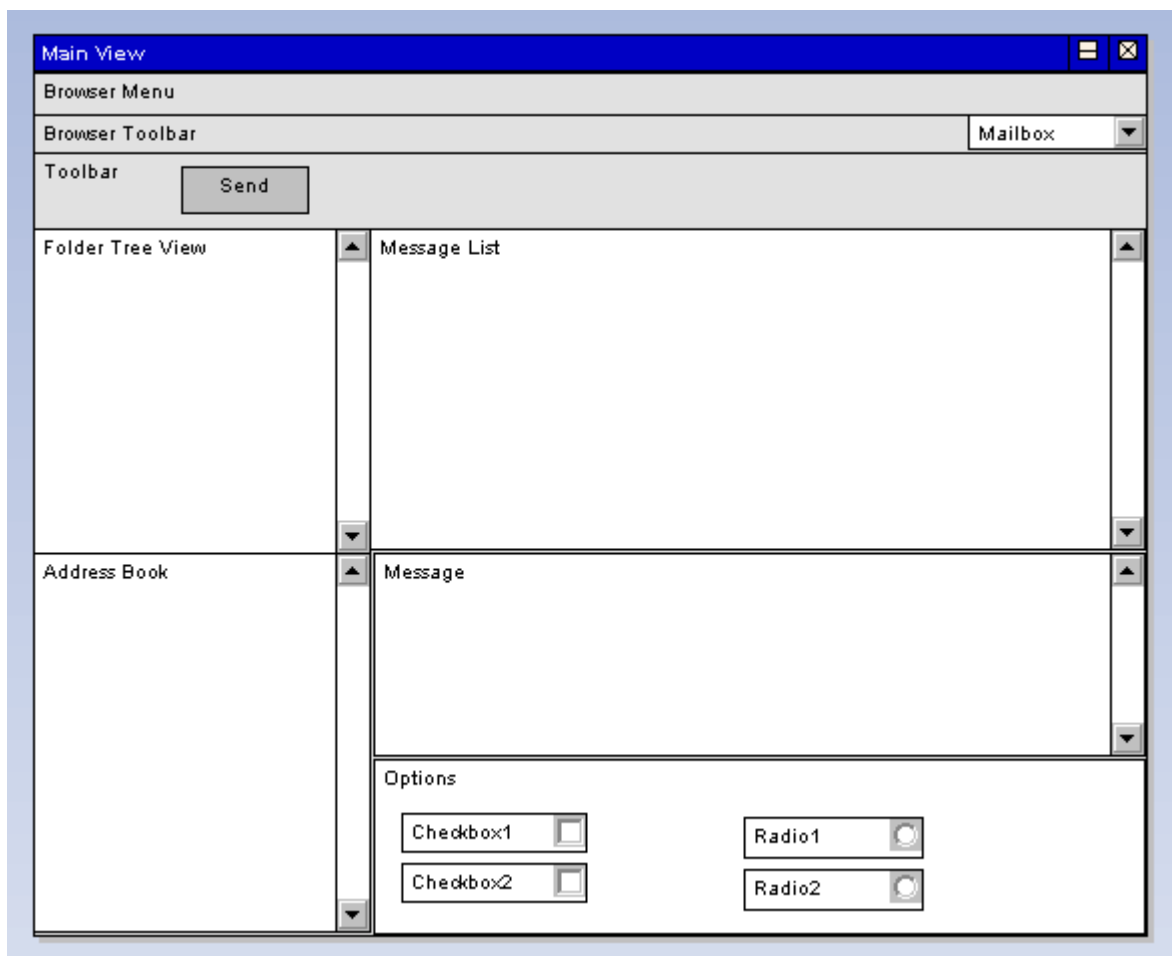 Main View
Browser Menu
Browser Toolbar
Mailbox
Toolbar
Send
Folder Tree View
Message List
Address Book
Message
Options
Checkbox1
Radio1
Checkbox2
Radio2